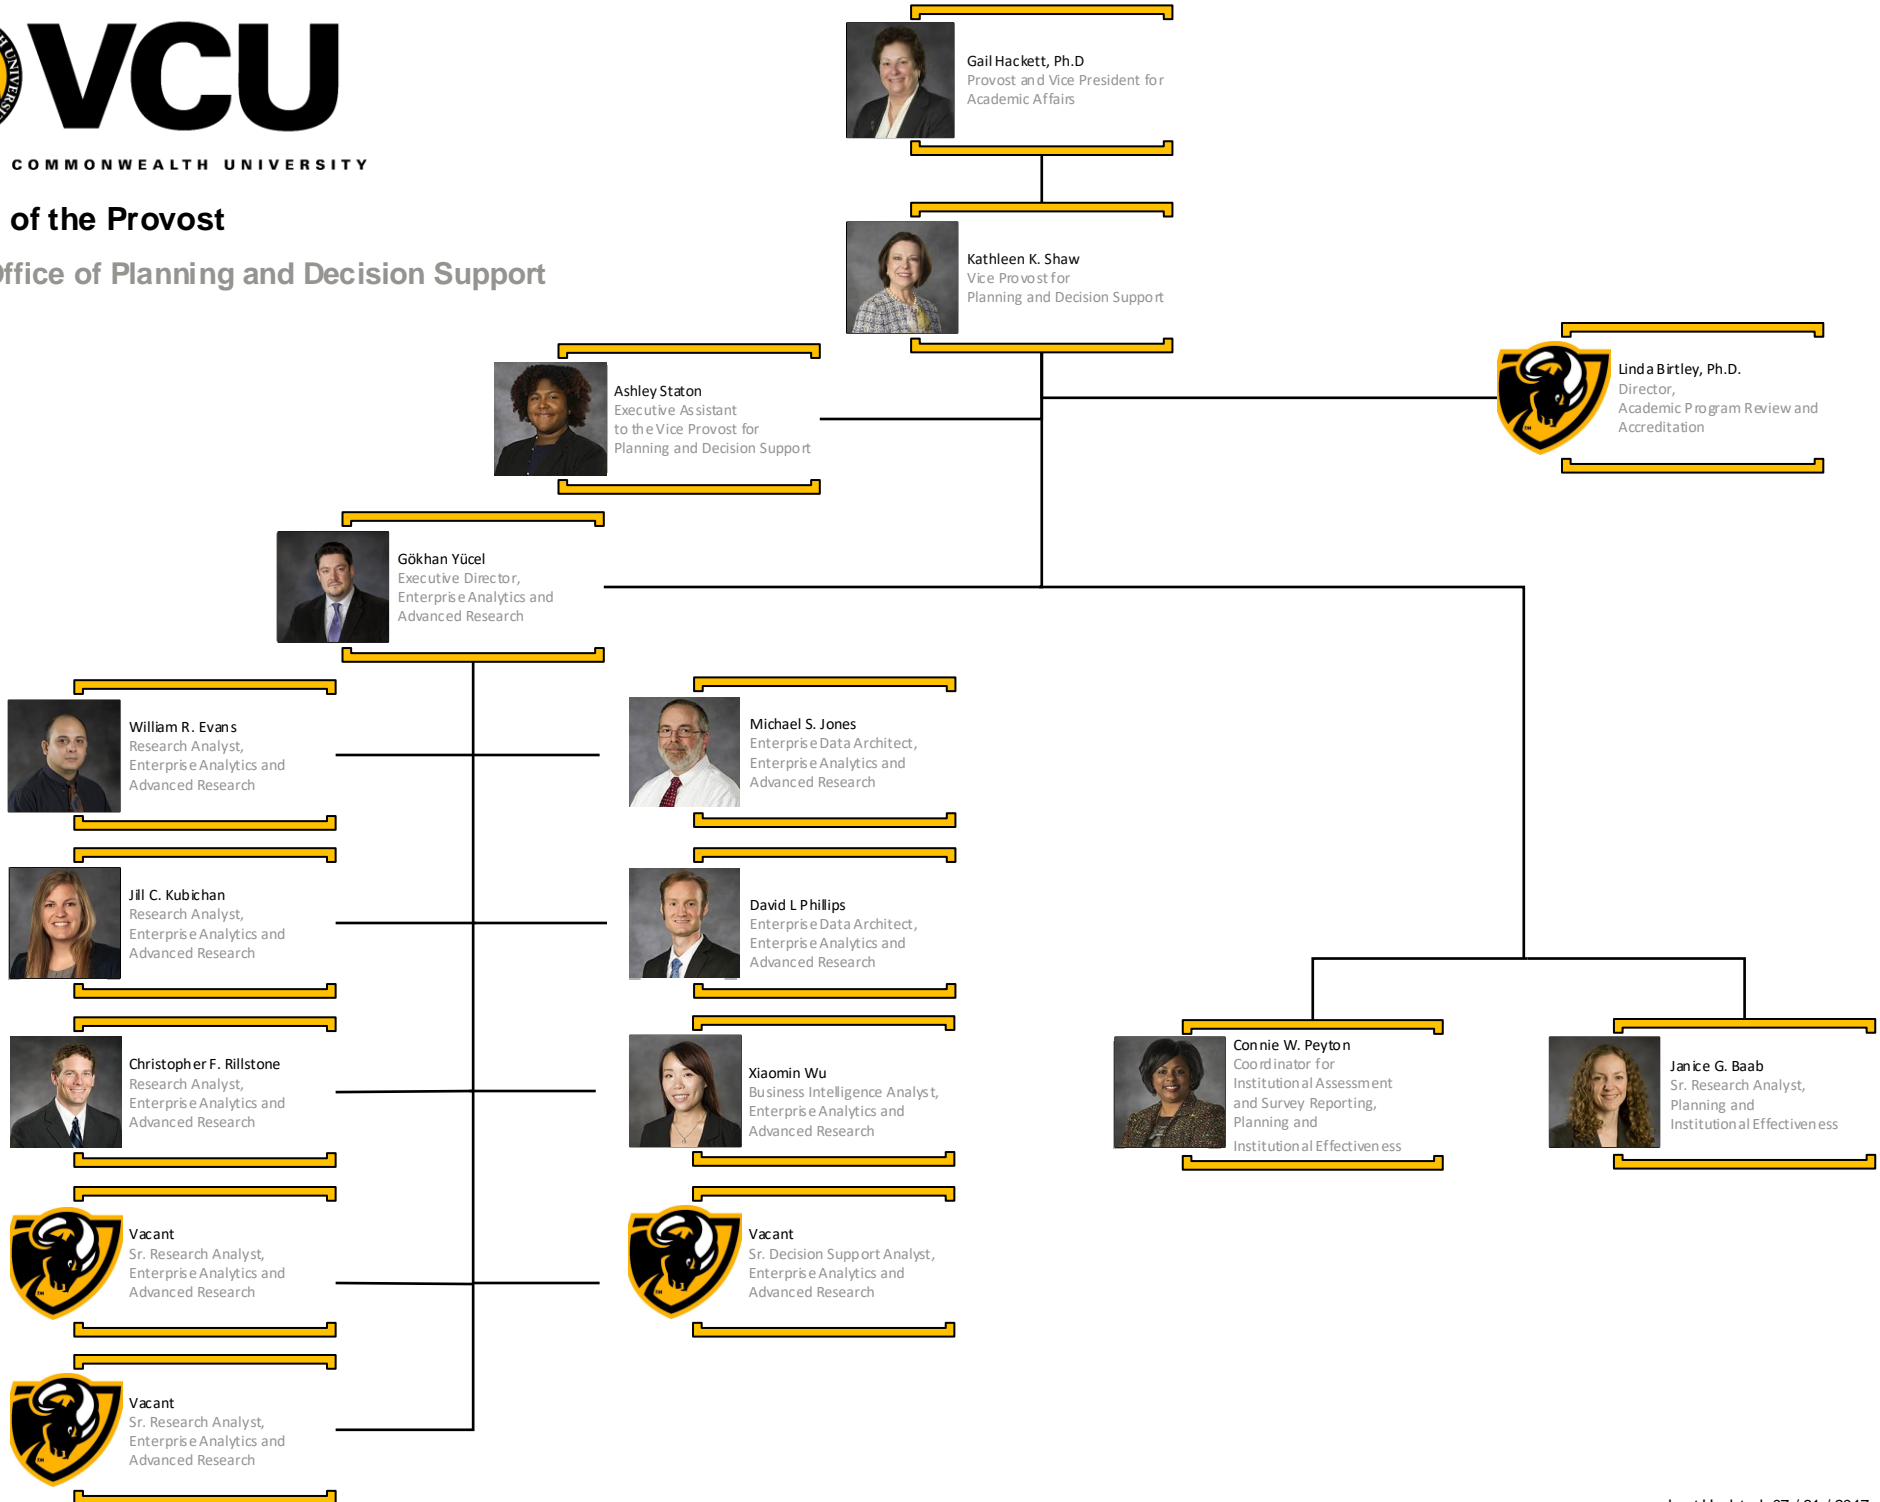 VCU
COMMONWEALTH UNIVERSITY
of the Provost
Office of Planning and Decision Support
Gail Hackett, Ph.D
Provost and Vice President for
Academic Affairs
Kathleen K. Shaw
Vice Provost for
Planning and Decision Support
Ashley Staton
Executive Assistant
to the Vice Provost for
Planning and Decision Support
Linda Birtley, Ph.D.
Director,
Academic Program Review and
Accreditation
Gökhan Yücel
Executive Director,
Enterprise Analytics and
Advanced Research
William R. Evans
Research Analyst,
Enterprise Analytics and
Advanced Research
Michael S. Jones
Enterprise Data Architect,
Enterprise Analytics and
Advanced Research
Jill C. Kubichan
Research Analyst,
Enterprise Analytics and
Advanced Research
David L Phillips
Enterprise Data Architect,
Enterprise Analytics and
Advanced Research
Christopher F. Rillstone
Research Analyst,
Enterprise Analytics and
Advanced Research
Xiaomin Wu
Business Intelligence Analyst,
Enterprise Analytics and
Advanced Research
Connie W. Peyton
Coordinator for
Institutional Assessment
and Survey Reporting,
Planning and
Institutional Effectiveness
Janice G. Baab
Sr. Research Analyst,
Planning and
Institutional Effectiveness
Vacant
Sr. Research Analyst,
Enterprise Analytics and
Advanced Research
Vacant
Sr. Decision Support Analyst,
Enterprise Analytics and
Advanced Research
Vacant
Sr. Research Analyst,
Enterprise Analytics and
Advanced Research